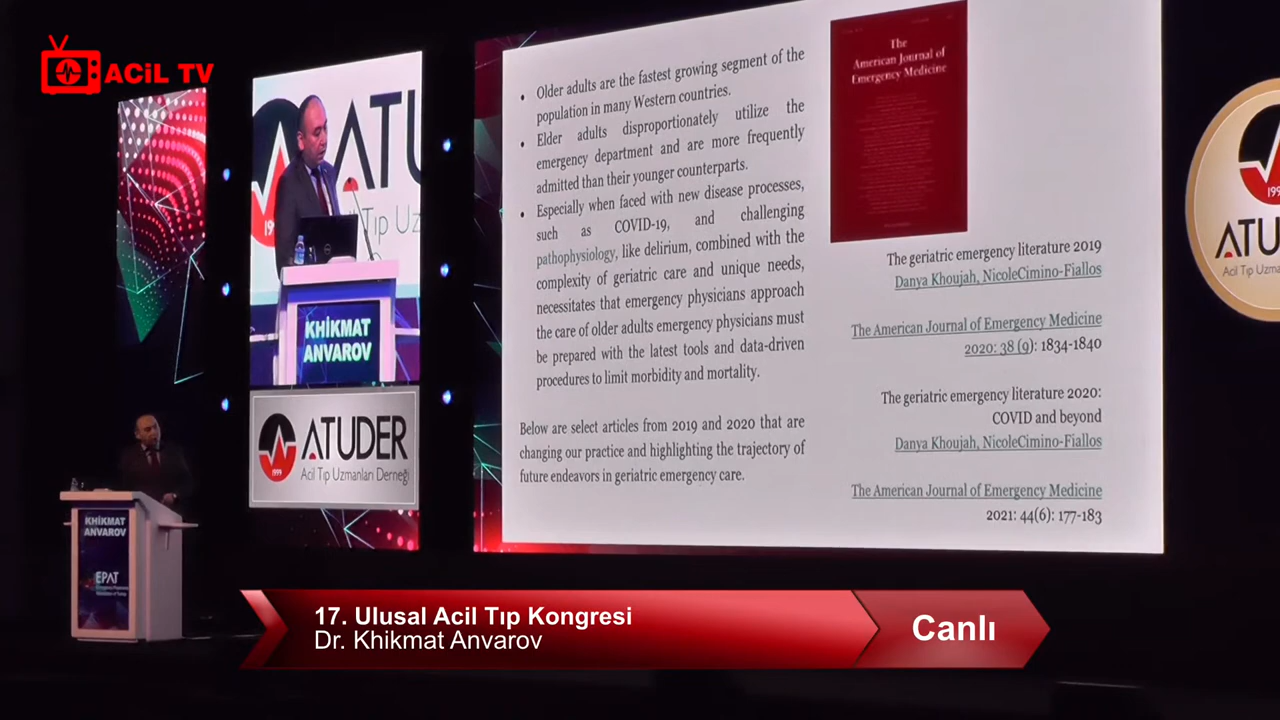 ACiL TV
ATUD
Tıp Uz
KHIKMAT
ANVAROV
1999
ATUDER
Acil Tıp Uzmanları Derneği
KHIKMAT
ANVAROV
EPAT
• Older adults are the fastest growing segment of the
population in many Western countries.
• Elder adults disproportionately utilize the
emergency department and are more frequently
admitted than their younger counterparts.
• Especially when faced with new disease processes,
such as COVID-19, and challenging
pathophysiology, like delirium, combined with the
complexity of geriatric care and unique needs,
necessitates that emergency physicians approach
the care of older adults emergency physicians must
be prepared with the latest tools and data-driven
procedures to limit morbidity and mortality.
Below are select articles from 2019 and 2020 that are
changing our practice and highlighting the trajectory of
future endeavors in geriatric emergency care.
The
American Journal of
Emergency Medicine
The geriatric emergency literature 2019
Danya Khoujah, NicoleCimino-Fiallos
The American Journal of Emergency Medicine
2020: 38 (9): 1834-1840
The geriatric emergency literature 2020:
COVID and beyond
Danya Khoujah, NicoleCimino-Fiallos
The American Journal of Emergency Medicine
2021: 44(6): 177-183
199
ATU
Acil Tıp Uzma
17. Ulusal Acil Tıp Kongresi
Dr. Khikmat Anvarov
Canlı